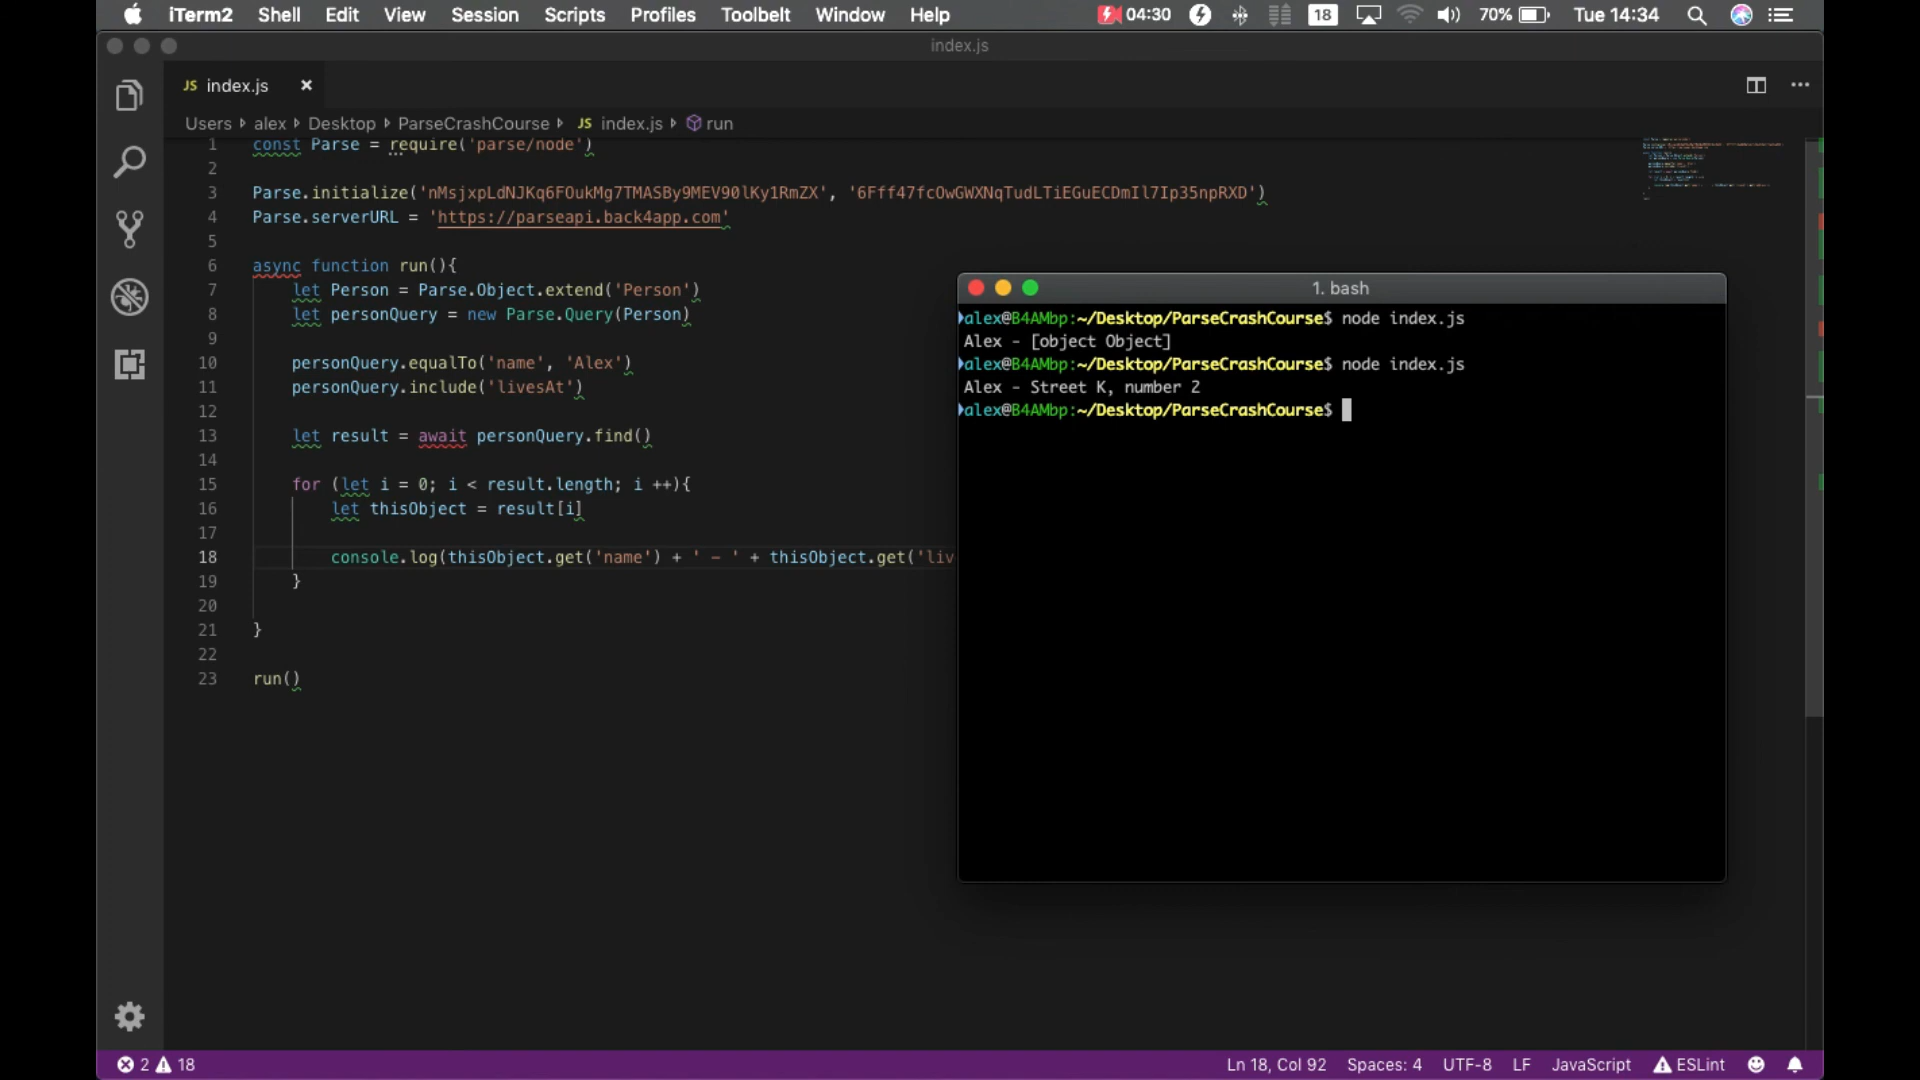 iTerm2 Shell Edit View Session Scripts Profiles Toolbelt Window Help 04:30 18 70% Tue 14:34
index.js
JS index.js
Users alex Desktop ParseCrashCourse JS index.js run
1 const Parse = require('parse/node')
2
3 Parse.initialize('nMsjxpLdNJKq6FOukMg7TMASBy9MEV90lKy1RmZX', '6Fff47fcOwGWXNqTudLTiEGuECDmIl7Ip35npRXD')
4 Parse.serverURL = 'https://parseapi.back4app.com'
5
6 async function run(){
7 let Person = Parse.Object.extend('Person')
8 let personQuery = new Parse.Query(Person)
9
10 personQuery.equalTo('name', 'Alex')
11 personQuery.include('livesAt')
12
13 let result = await personQuery.find()
14
15 for (let i = 0; i < result.length; i ++){
16 let thisObject = result[i]
17
18 console.log(thisObject.get('name') + ' - ' + thisObject.get('liv
19 }
20
21 }
22
23 run()
1. bash
alex@B4AMbp:~/Desktop/ParseCrashCourse$ node index.js
Alex - [object Object]
alex@B4AMbp:~/Desktop/ParseCrashCourse$ node index.js
Alex - Street K, number 2
alex@B4AMbp:~/Desktop/ParseCrashCourse$
2 18 Ln 18, Col 92 Spaces: 4 UTF-8 LF JavaScript ESLint